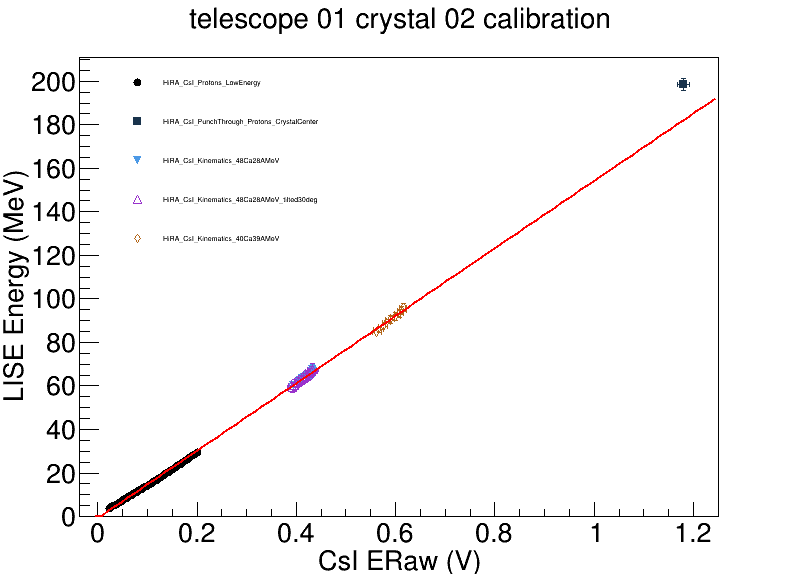 telescope 01 crystal 02 calibration
LISE Energy (MeV)
200
180
160
140
120
100
80
60
40
20
0
HiRA_CsI_Protons_LowEnergy
HiRA_CsI_PunchThrough_Protons_CrystalCenter
HiRA_CsI_Kinematics_48Ca28AMeV
HiRA_CsI_Kinematics_48Ca28AMeV_tilted30deg
HiRA_CsI_Kinematics_40Ca39AMeV
0 0.2 0.4 0.6 0.8 1 1.2
CsI ERaw (V)